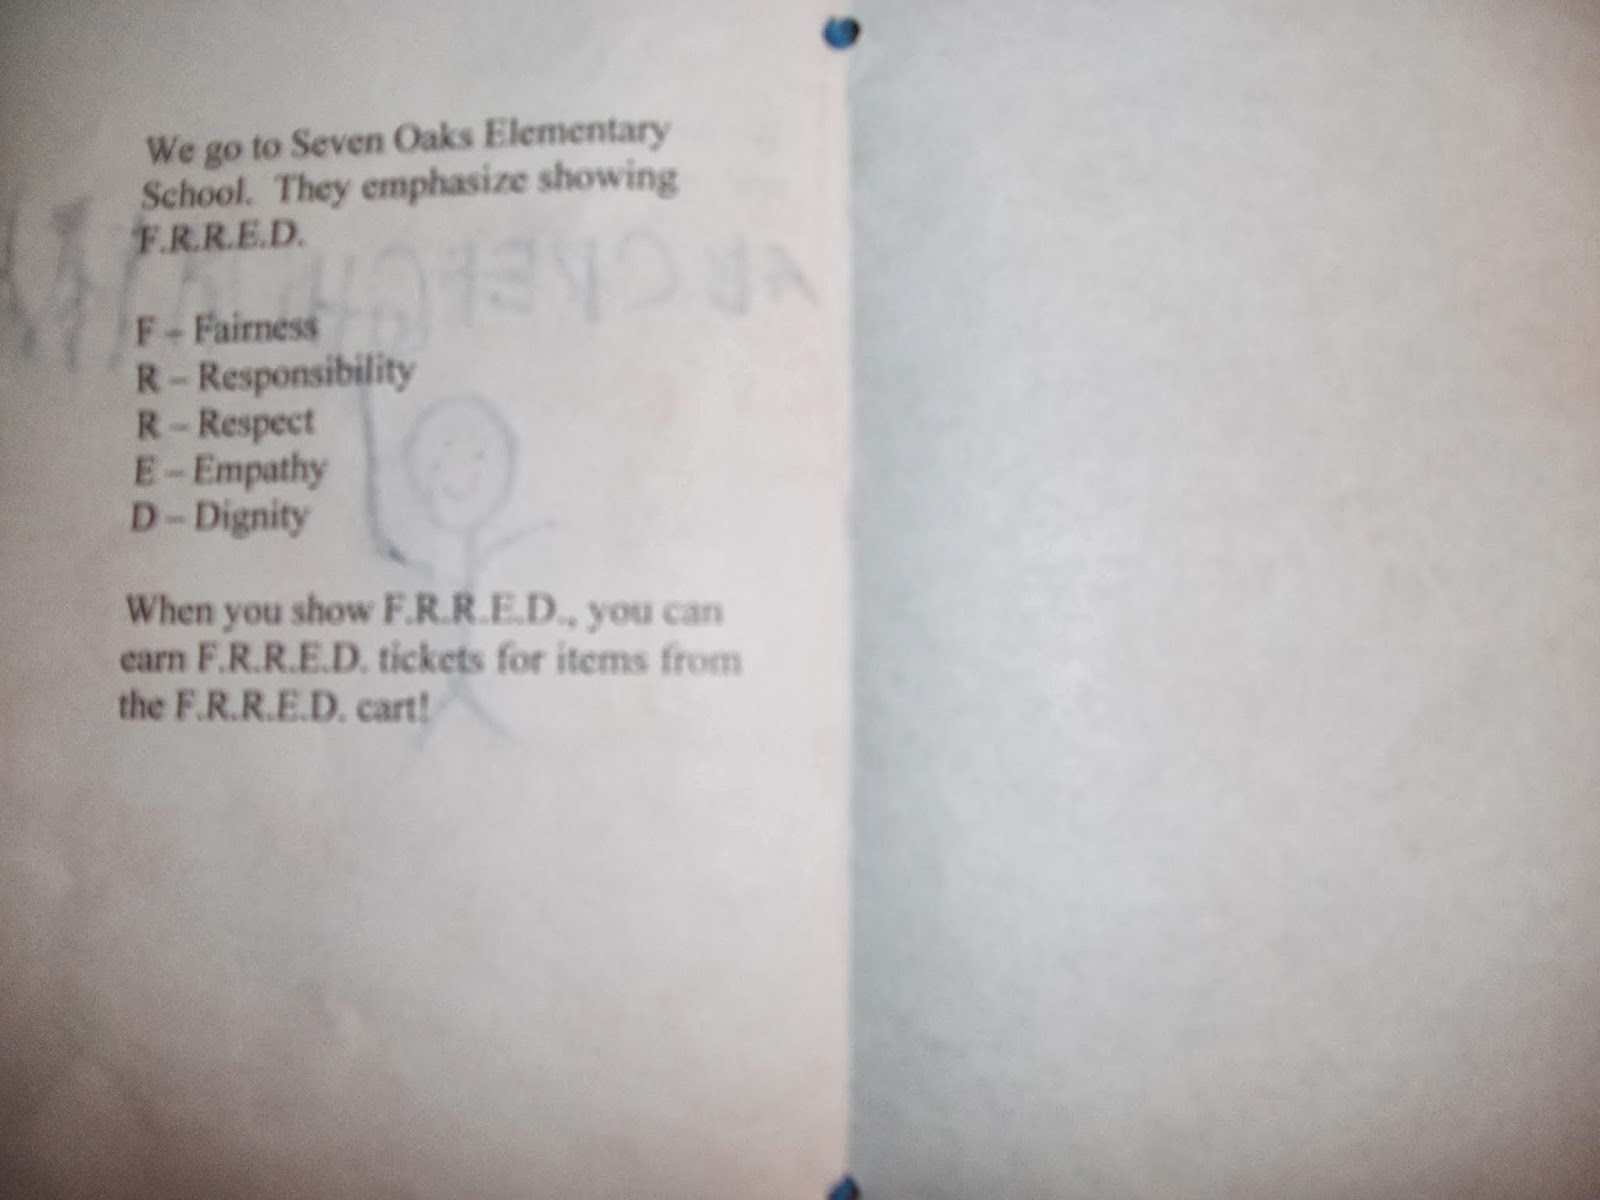 We go to Seven Oaks Elementary
School. They emphasize showing
F.R.R.E.D.
F – Fairness
R – Responsibility
R – Respect
E – Empathy
D – Dignity
When you show F.R.R.E.D., you can
earn F.R.R.E.D. tickets for items from
the F.R.R.E.D. cart!